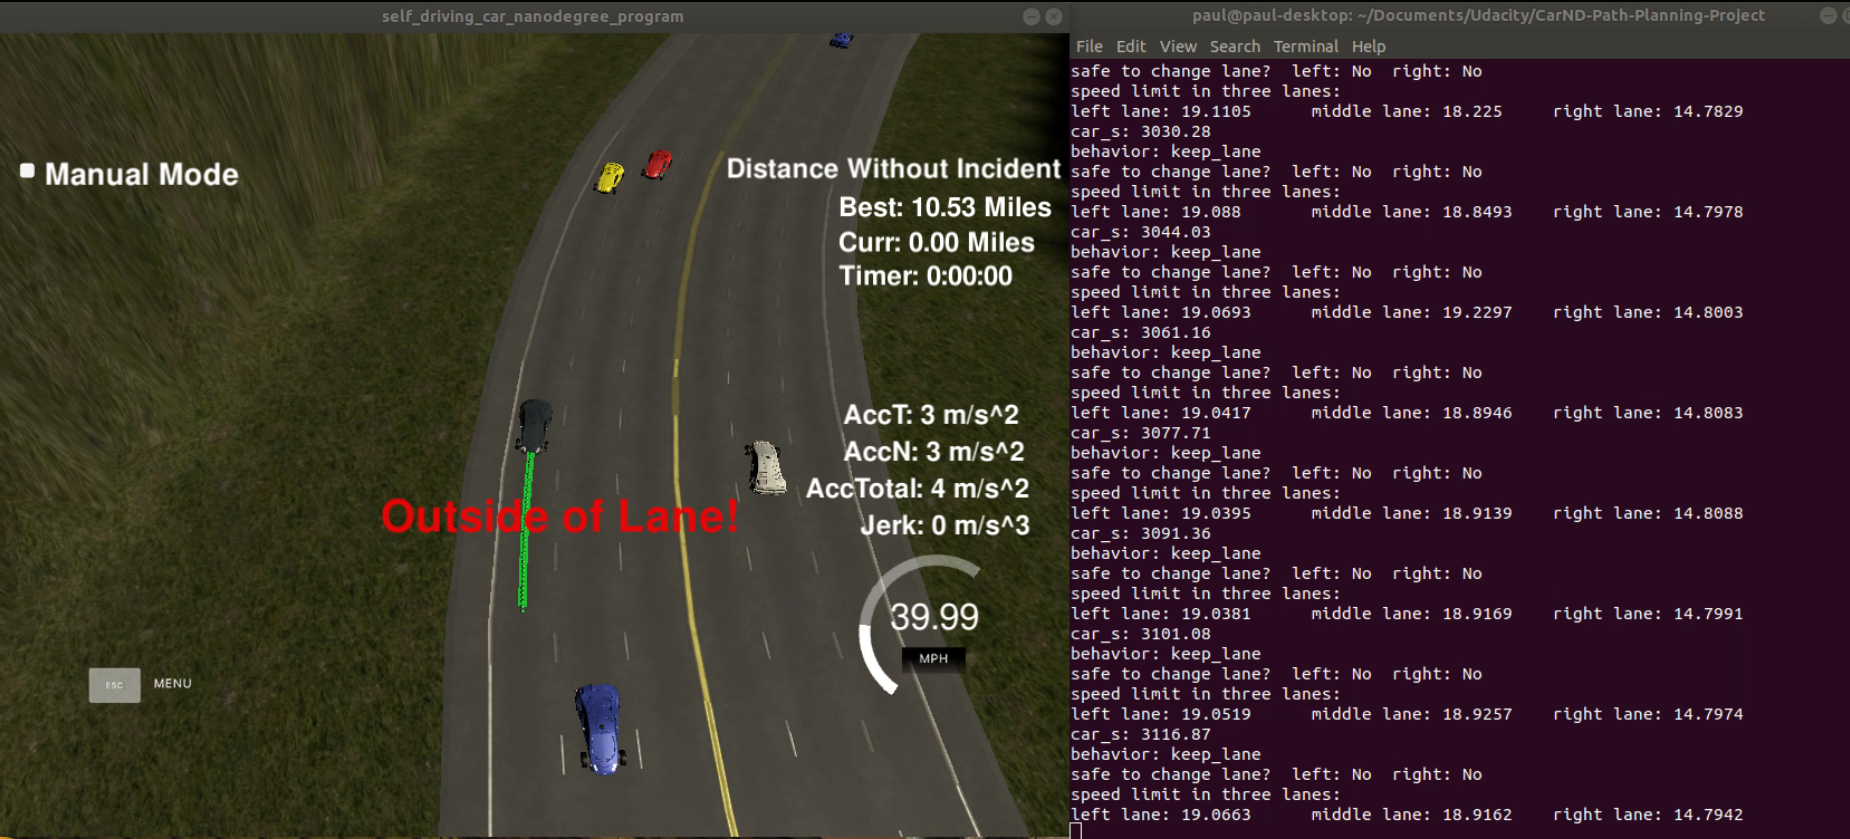 self_driving_car_nanodegree_program
Manual Mode
Distance Without Incident
Best: 10.53 Miles
Curr: 0.00 Miles
Timer: 0:00:00
AccT: 3 m/s^2
AccN: 3 m/s^2
AccTotal: 4 m/s^2
Jerk: 0 m/s^3
Outside of Lane!
39.99
MPH
ESC MENU
paul@paul-desktop: ~/Documents/Udacity/CarND-Path-Planning-Project
File Edit View Search Terminal Help
safe to change lane?  left: No  right: No
speed limit in three lanes:
left lane: 19.1105      middle lane: 18.225     right lane: 14.7829
car_s: 3030.28
behavior: keep_lane
safe to change lane?  left: No  right: No
speed limit in three lanes:
left lane: 19.088       middle lane: 18.8493    right lane: 14.7978
car_s: 3044.03
behavior: keep_lane
safe to change lane?  left: No  right: No
speed limit in three lanes:
left lane: 19.0693      middle lane: 19.2297    right lane: 14.8003
car_s: 3061.16
behavior: keep_lane
safe to change lane?  left: No  right: No
speed limit in three lanes:
left lane: 19.0417      middle lane: 18.8946    right lane: 14.8083
car_s: 3077.71
behavior: keep_lane
safe to change lane?  left: No  right: No
speed limit in three lanes:
left lane: 19.0395      middle lane: 18.9139    right lane: 14.8088
car_s: 3091.36
behavior: keep_lane
safe to change lane?  left: No  right: No
speed limit in three lanes:
left lane: 19.0381      middle lane: 18.9169    right lane: 14.7991
car_s: 3101.08
behavior: keep_lane
safe to change lane?  left: No  right: No
speed limit in three lanes:
left lane: 19.0519      middle lane: 18.9257    right lane: 14.7974
car_s: 3116.87
behavior: keep_lane
safe to change lane?  left: No  right: No
speed limit in three lanes:
left lane: 19.0663      middle lane: 18.9162    right lane: 14.7942